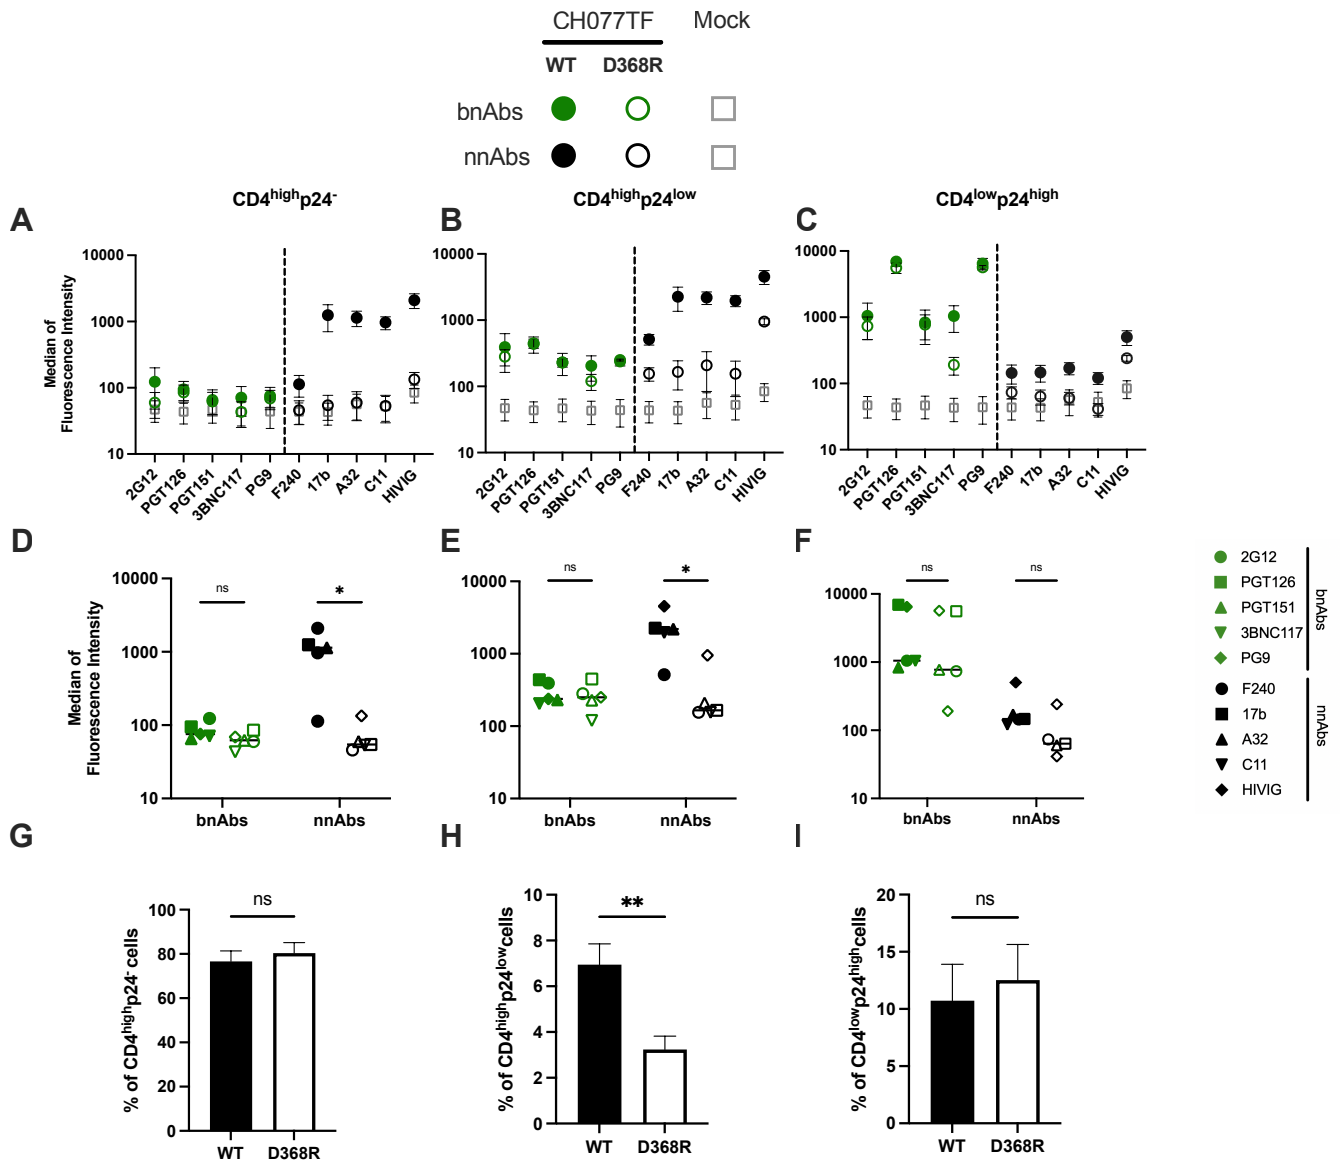 CH077TF Mock
WT D368R
bnAbs
nnAbs
CD4highp24-
CD4highp24low
CD4lowp24high
A
B
C
Median of
Fluorescence Intensity
10000
1000
100
10
2G12
PGT126
PGT151
3BNC117
PG9
F240
17b
A32
C11
HIVIG
10000
1000
100
10
2G12
PGT126
PGT151
3BNC117
PG9
F240
17b
A32
C11
HIVIG
10000
1000
100
10
2G12
PGT126
PGT151
3BNC117
PG9
F240
17b
A32
C11
HIVIG
D
E
F
Median of
Fluorescence Intensity
10000
1000
100
10
ns
*
bnAbs nnAbs
10000
1000
100
10
ns
*
bnAbs nnAbs
10000
1000
100
10
ns
ns
bnAbs nnAbs
2G12
PGT126
PGT151
3BNC117
PG9
bnAbs
F240
17b
A32
C11
HIVIG
nnAbs
G
H
I
% of CD4highp24- cells
100
80
60
40
20
0
ns
WT D368R
% of CD4highp24lowcells
10
8
6
4
2
0
**
WT D368R
% of CD4lowp24highcells
20
15
10
5
0
ns
WT D368R